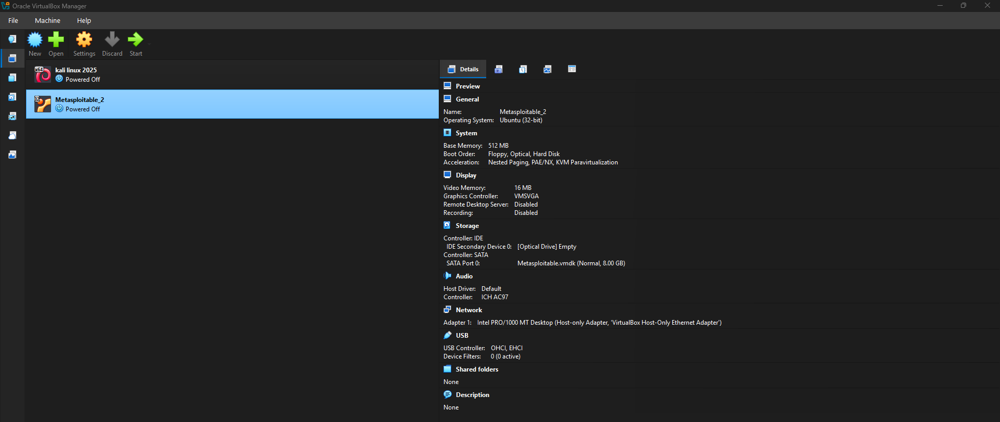 Oracle VirtualBox Manager
File Machine Help
New Open Settings Discard Start
x64
kali linux 2025
Powered Off
32
Metasploitable_2
Powered Off
Details
Preview
General
Name: Metasploitable_2
Operating System: Ubuntu (32-bit)
System
Base Memory: 512 MB
Boot Order: Floppy, Optical, Hard Disk
Acceleration: Nested Paging, PAE/NX, KVM Paravirtualization
Display
Video Memory: 16 MB
Graphics Controller: VMSVGA
Remote Desktop Server: Disabled
Recording: Disabled
Storage
Controller: IDE
IDE Secondary Device 0: [Optical Drive] Empty
Controller: SATA
SATA Port 0: Metasploitable.vmdk (Normal, 8.00 GB)
Audio
Host Driver: Default
Controller: ICH AC97
Network
Adapter 1: Intel PRO/1000 MT Desktop (Host-only Adapter, 'VirtualBox Host-Only Ethernet Adapter')
USB
USB Controller: OHCI, EHCI
Device Filters: 0 (0 active)
Shared folders
None
Description
None